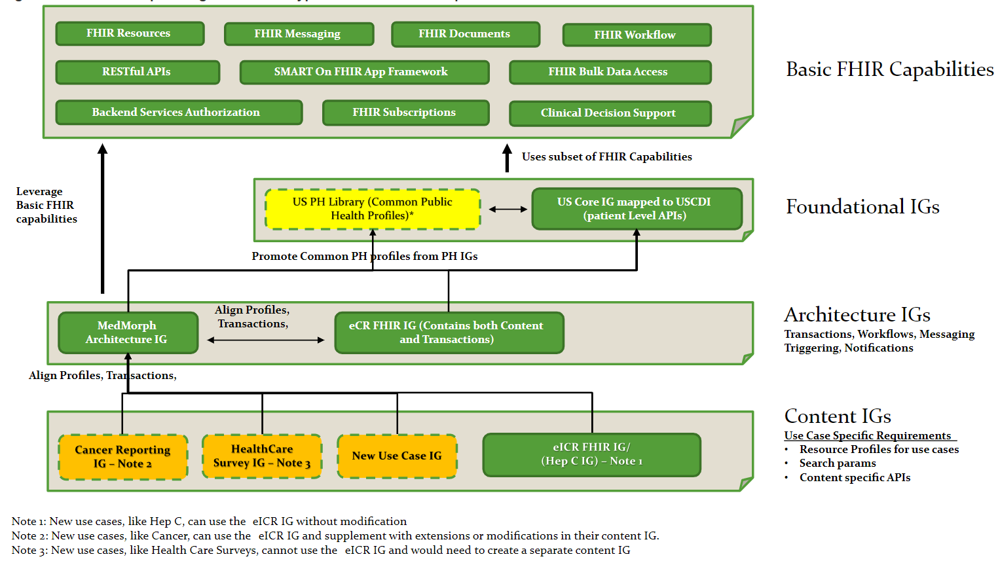 FHIR Resources
FHIR Messaging
FHIR Documents
FHIR Workflow
RESTful APIs
SMART On FHIR App Framework
FHIR Bulk Data Access
Basic FHIR Capabilities
Backend Services Authorization
FHIR Subscriptions
Clinical Decision Support
Uses subset of FHIR Capabilities
Leverage
Basic FHIR
capabilities
US PH Library (Common Public
Health Profiles)*
US Core IG mapped to USCDI
(patient Level APIs)
Foundational IGs
Promote Common PH profiles from PH IGs
MedMorph
Architecture IG
Align Profiles,
Transactions,
eCR FHIR IG (Contains both Content
and Transactions)
Architecture IGs
Transactions, Workflows, Messaging
Triggering, Notifications
Align Profiles, Transactions,
Cancer Reporting
IG – Note 2
HealthCare
Survey IG – Note 3
New Use Case IG
eICR FHIR IG/
(Hep C IG) – Note 1
Content IGs
Use Case Specific Requirements
• Resource Profiles for use cases
• Search params
• Content specific APIs
Note 1: New use cases, like Hep C, can use the eICR IG without modification
Note 2: New use cases, like Cancer, can use the eICR IG and supplement with extensions or modifications in their content IG.
Note 3: New use cases, like Health Care Surveys, cannot use the eICR IG and would need to create a separate content IG